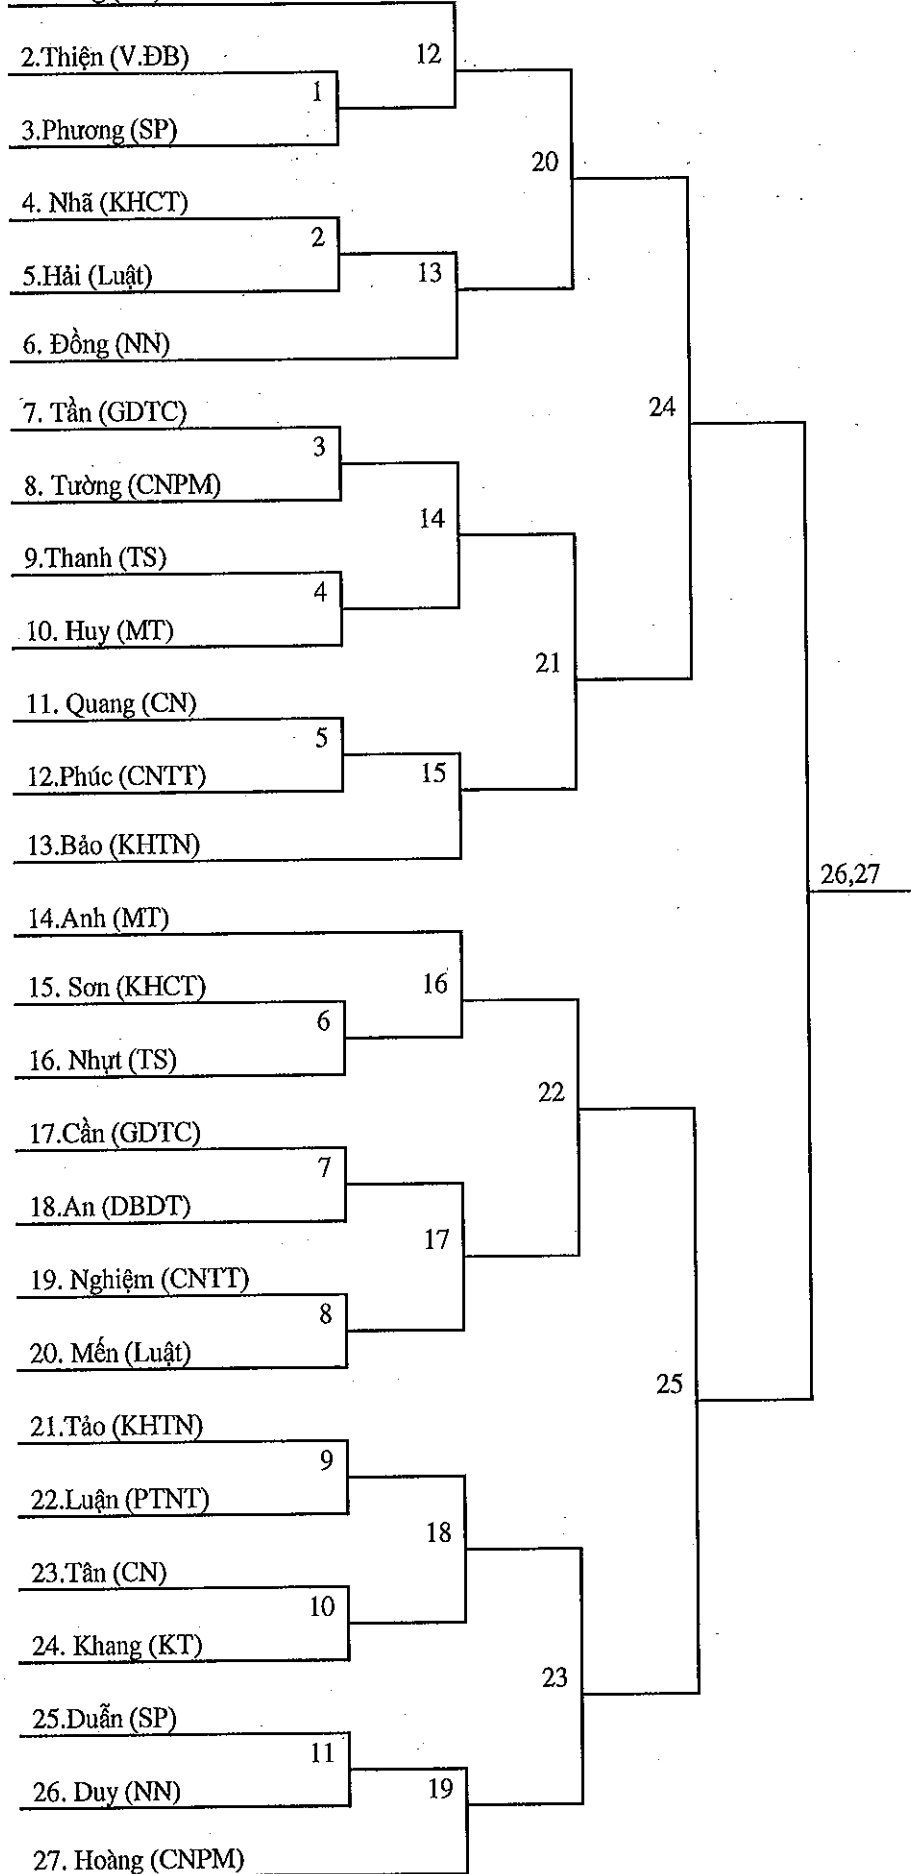 2.Thiện (V.ĐB)
12
1
3.Phương (SP)
20
4. Nhã (KHCT)
2
13
5.Hải (Luật)
6. Đồng (NN)
7. Tần (GDTC)
24
3
8. Tường (CNPM)
14
9.Thanh (TS)
4
10. Huy (MT)
21
11. Quang (CN)
5
15
12.Phúc (CNTT)
13.Bảo (KHTN)
26,27
14.Anh (MT)
15. Sơn (KHCT)
16
6
16. Nhựt (TS)
22
17.Cần (GDTC)
7
18.An (DBDT)
17
19. Nghiệm (CNTT)
8
20. Mến (Luật)
25
21.Tảo (KHTN)
9
22.Luận (PTNT)
18
23.Tân (CN)
10
24. Khang (KT)
23
25.Duẫn (SP)
11
19
26. Duy (NN)
27. Hoàng (CNPM)